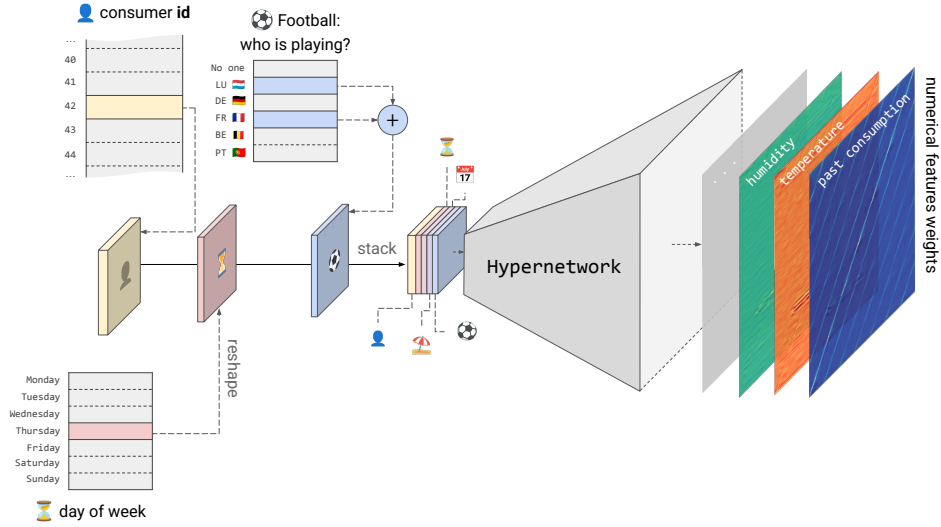 consumer id
...
40
41
42
43
44
...
Football:
who is playing?
No one
LU
DE
FR
BE
PT
+
JUL
17
stack
reshape
Hypernetwork
humidity
temperature
past consumption
numerical features weights
Monday
Tuesday
Wednesday
Thursday
Friday
Saturday
Sunday
day of week